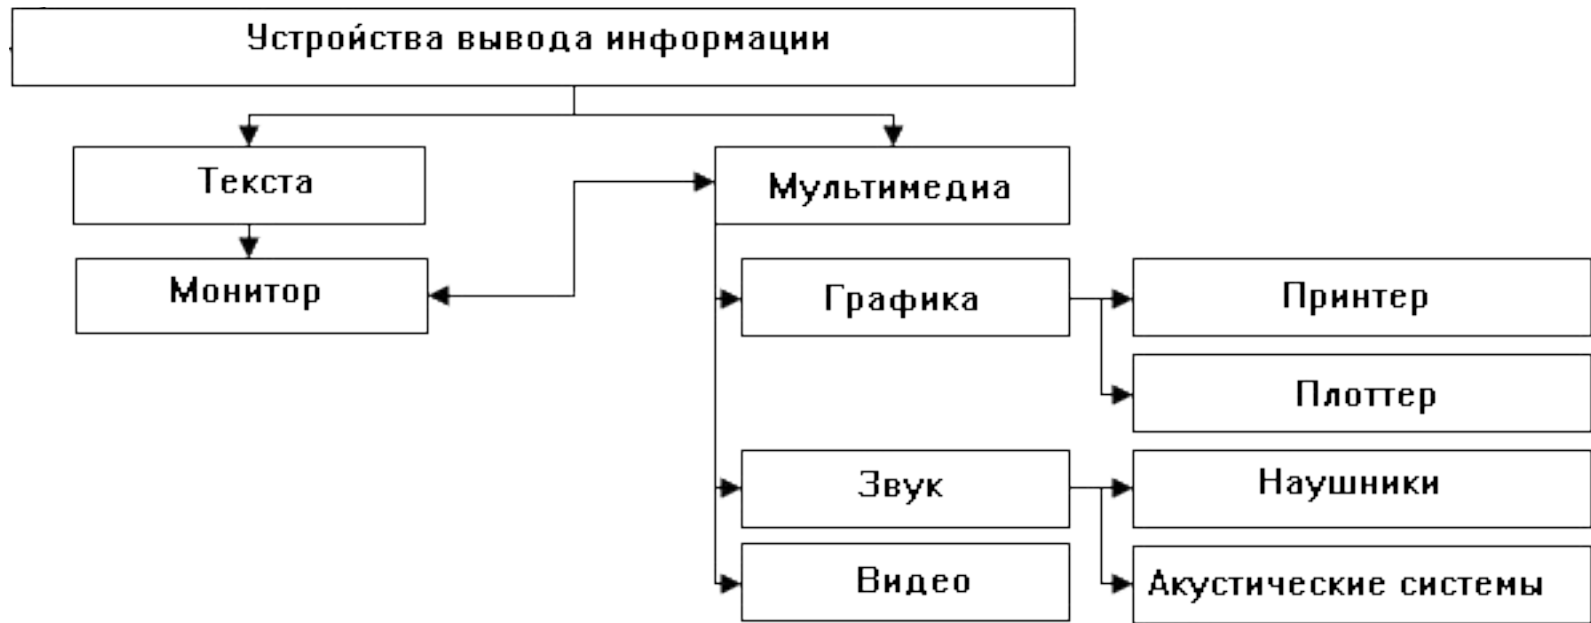 Устройства вывода информации
Текста
Мультимедиа
Монитор
Графика
Принтер
Плоттер
Звук
Наушники
Видео
Акустические системы